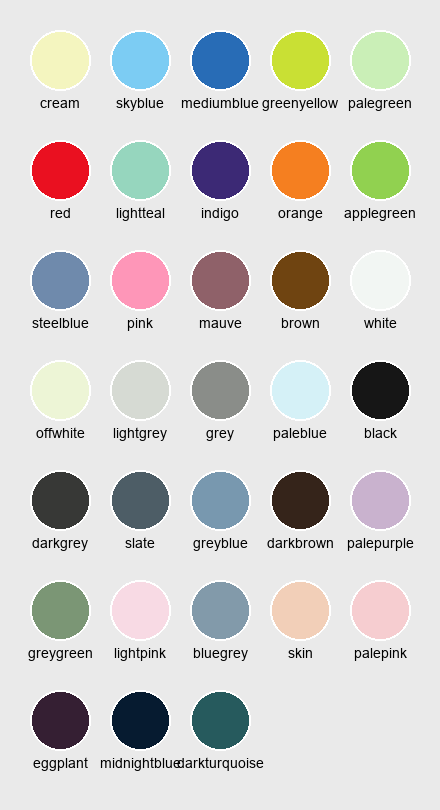 cream skyblue mediumblue greenyellow palegreen
red lightteal indigo orange applegreen
steelblue pink mauve brown white
offwhite lightgrey grey paleblue black
darkgrey slate greyblue darkbrown palepurple
greygreen lightpink bluegrey skin palepink
eggplant midnightblue darkturquoise